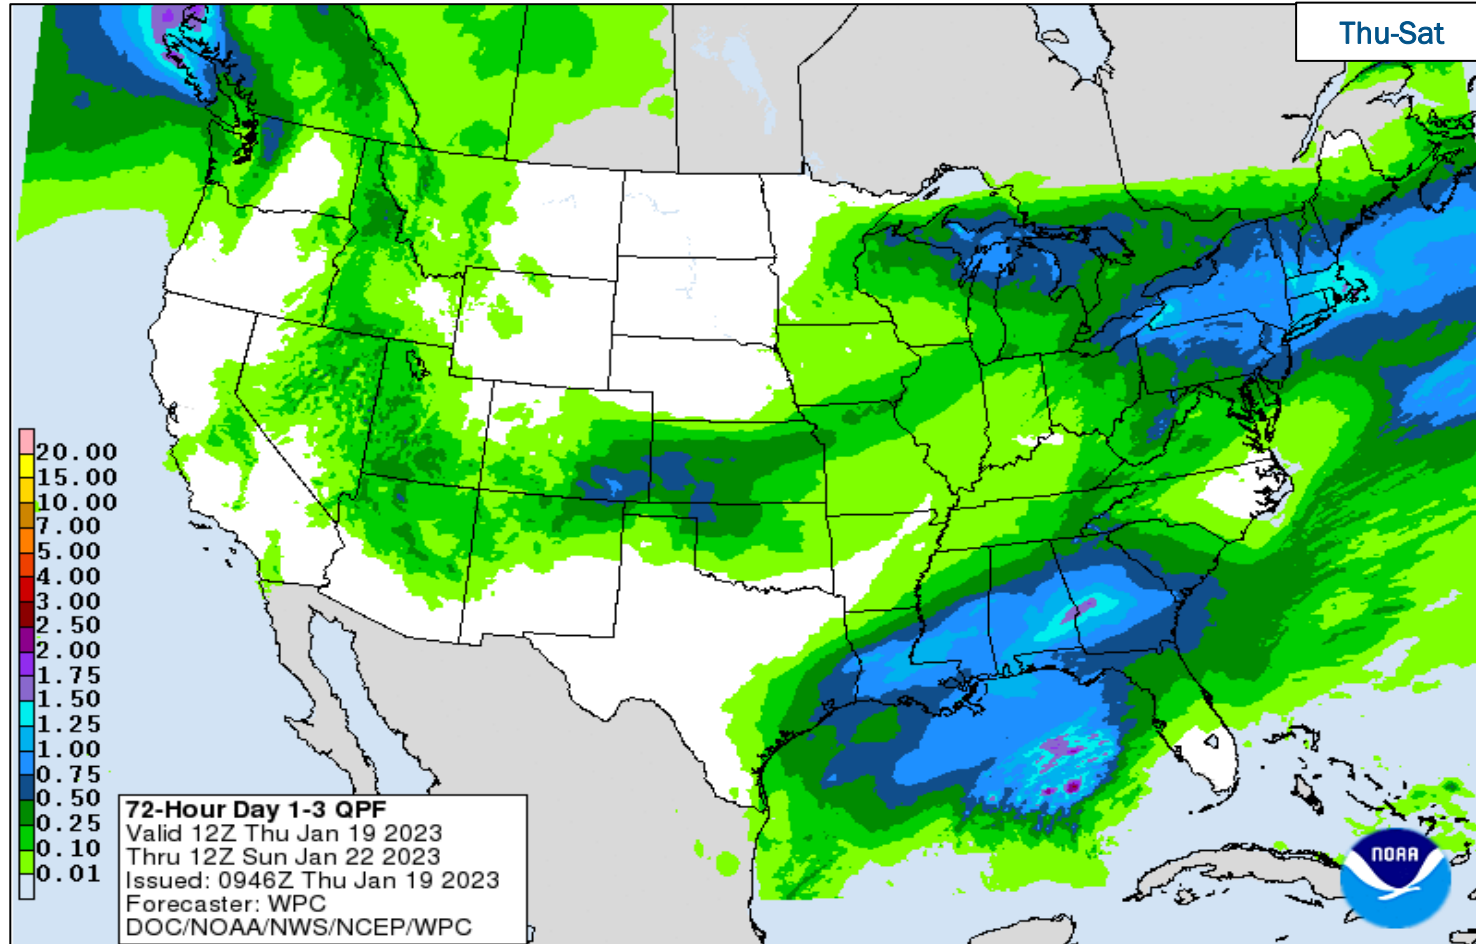 Thu-Sat
20.00
15.00
10.00
7.00
5.00
4.00
3.00
2.50
2.00
1.75
1.50
1.25
1.00
0.75
0.50
0.25
0.10
0.01
72-Hour Day 1-3 QPF
Valid 12Z Thu Jan 19 2023
Thru 12Z Sun Jan 22 2023
Issued: 0946Z Thu Jan 19 2023
Forecaster: WPC
DOC/NOAA/NWS/NCEP/WPC
NOAA